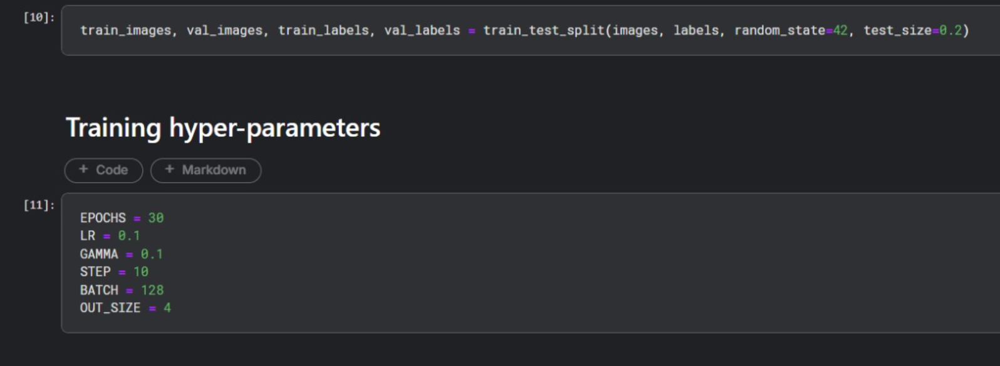 [10]:
train_images, val_images, train_labels, val_labels = train_test_split(images, labels, random_state=42, test_size=0.2)
Training hyper-parameters
+ Code + Markdown
[11]:
EPOCHS = 30
LR = 0.1
GAMMA = 0.1
STEP = 10
BATCH = 128
OUT_SIZE = 4